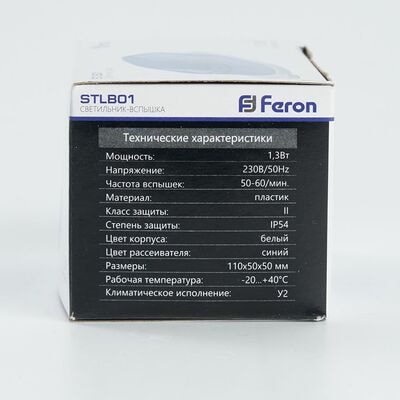 STLB01
СВЕТИЛЬНИК-ВСПЫШКА
Feron
Технические характеристики
Мощность: 1,3Вт
Напряжение: 230В/50Hz
Частота вспышек: 50-60/мин.
Материал: пластик
Класс защиты: II
Степень защиты: IP54
Цвет корпуса: белый
Цвет рассеивателя: синий
Размеры: 110х50х50 мм
Рабочая температура: -20...+40°С
Климатическое исполнение: У2